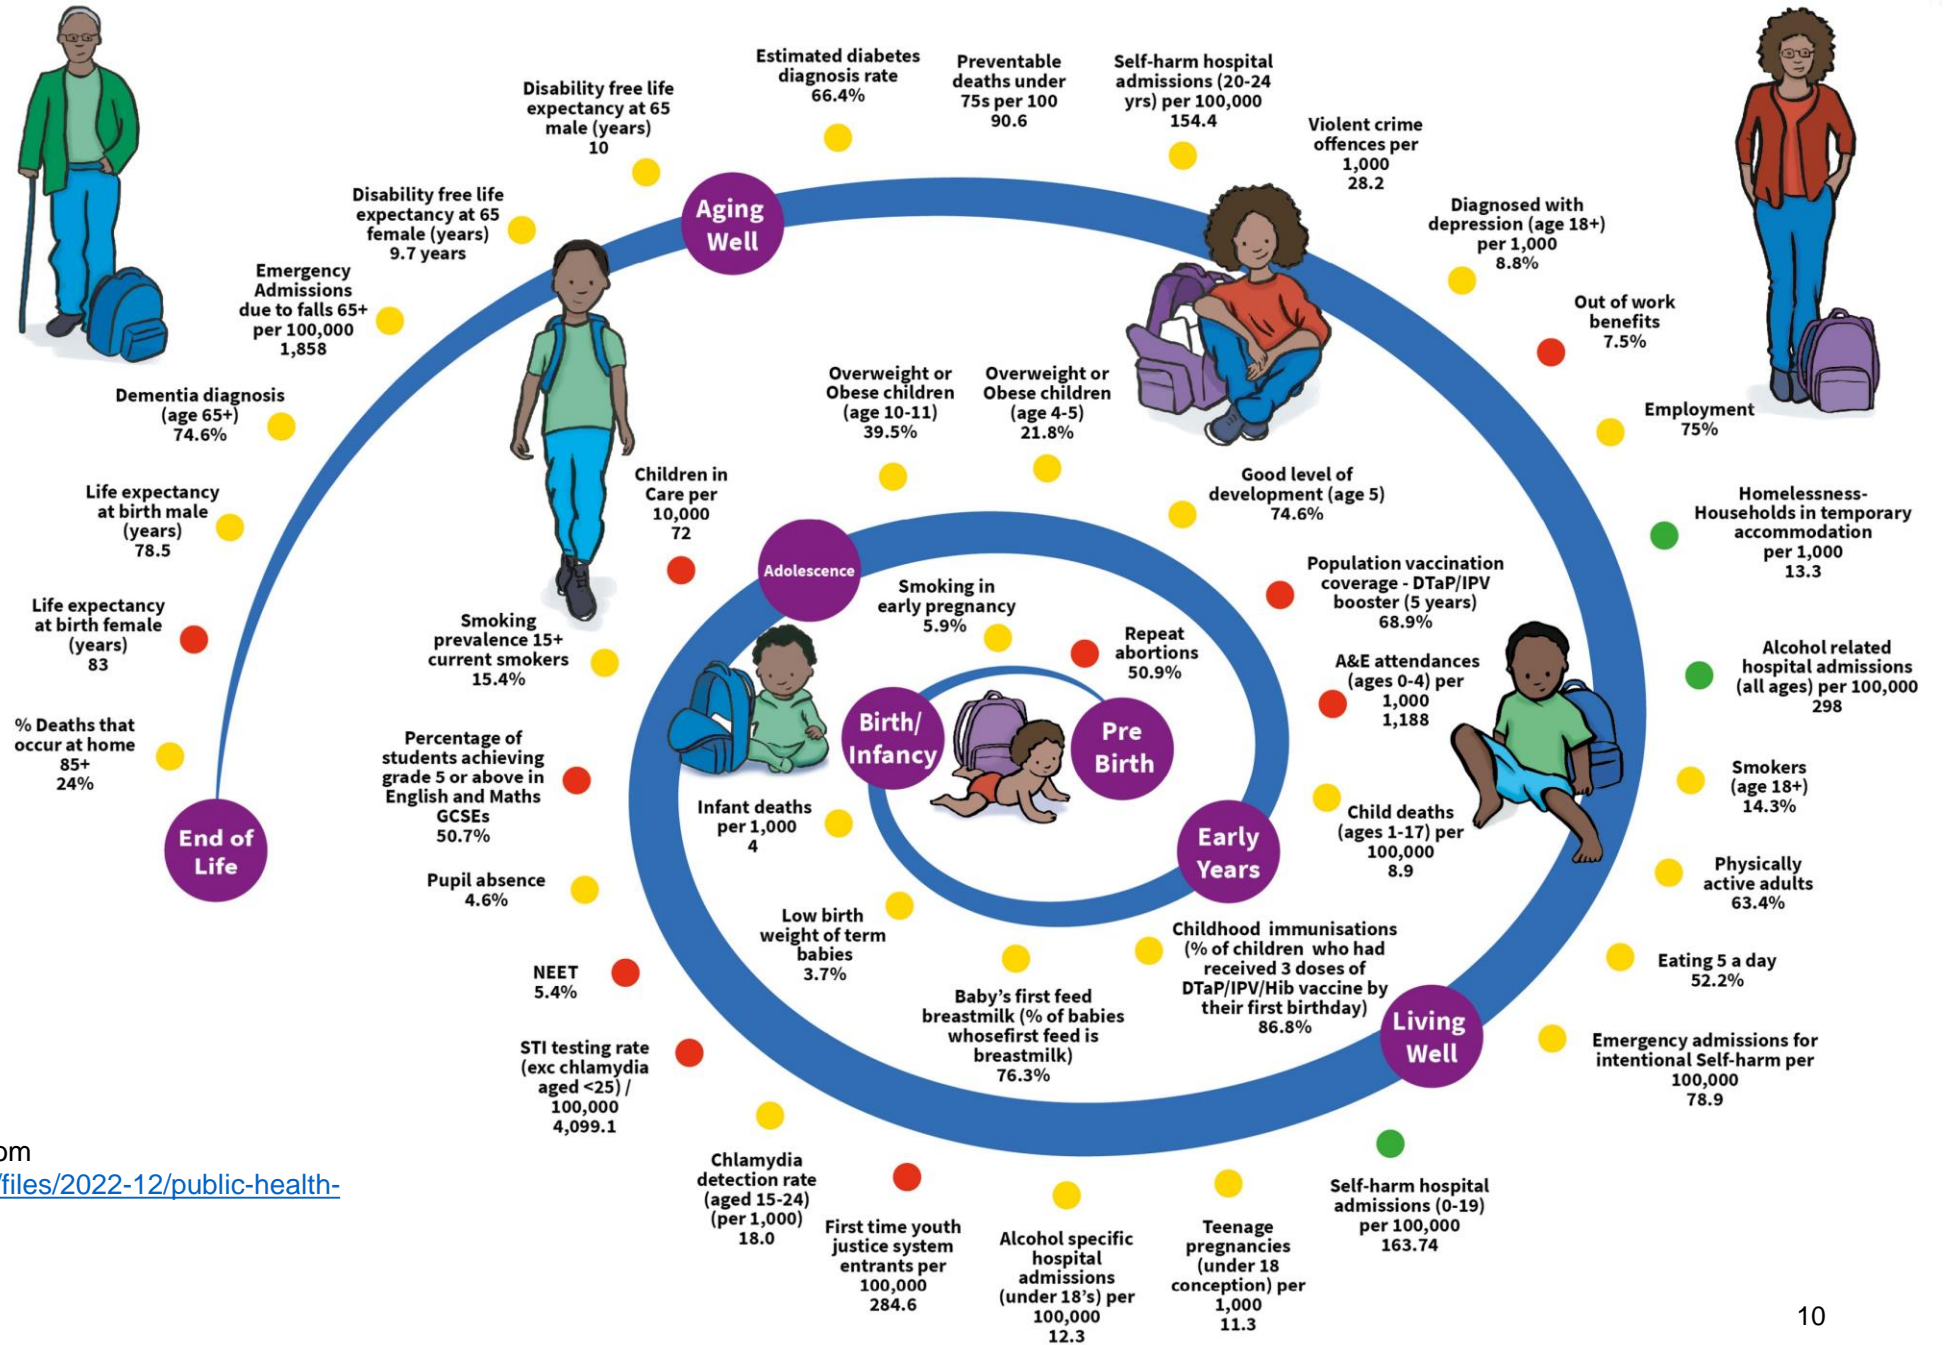 Estimated diabetes
diagnosis rate
66.4%
Preventable
deaths under
75s per 100
90.6
Self-harm hospital
admissions (20-24
yrs) per 100,000
154.4
Disability free life
expectancy at 65
male (years)
10
Violent crime
offences per
1,000
28.2
Disability free life
expectancy at 65
female (years)
9.7 years
Aging
Well
Diagnosed with
depression (age 18+)
per 1,000
8.8%
Emergency
Admissions
due to falls 65+
per 100,000
1,858
Out of work
benefits
7.5%
Dementia diagnosis
(age 65+)
74.6%
Overweight or
Obese children
(age 10-11)
39.5%
Overweight or
Obese children
(age 4-5)
21.8%
Employment
75%
Life expectancy
at birth male
(years)
78.5
Children in
Care per
10,000
72
Good level of
development (age 5)
74.6%
Homelessness-
Households in temporary
accommodation
per 1,000
13.3
Adolescence
Life expectancy
at birth female
(years)
83
Smoking
prevalence 15+
current smokers
15.4%
Smoking in
early pregnancy
5.9%
Repeat
abortions
50.9%
Population vaccination
coverage - DTaP/IPV
booster (5 years)
68.9%
A&E attendances
(ages 0-4) per
1,000
1,188
Alcohol related
hospital admissions
(all ages) per 100,000
298
% Deaths that
occur at home
85+
24%
Percentage of
students achieving
grade 5 or above in
English and Maths
GCSEs
50.7%
Birth/
Infancy
Pre
Birth
Smokers
(age 18+)
14.3%
End of
Life
Infant deaths
per 1,000
4
Early
Years
Child deaths
(ages 1-17) per
100,000
8.9
Physically
active adults
63.4%
Pupil absence
4.6%
Low birth
weight of term
babies
3.7%
Childhood immunisations
(% of children who had
received 3 doses of
DTaP/IPV/Hib vaccine by
their first birthday)
86.8%
Eating 5 a day
52.2%
NEET
5.4%
Baby's first feed
breastmilk (% of babies
whosefirst feed is
breastmilk)
76.3%
Living
Well
Emergency admissions for
intentional Self-harm per
100,000
78.9
STI testing rate
(exc chlamydia
aged <25) /
100,000
4,099.1
om
/files/2022-12/public-health-
Chlamydia
detection rate
(aged 15-24)
(per 1,000)
18.0
First time youth
justice system
entrants per
100,000
284.6
Alcohol specific
hospital
admissions
(under 18's) per
100,000
12.3
Teenage
pregnancies
(under 18
conception) per
1,000
11.3
Self-harm hospital
admissions (0-19)
per 100,000
163.74
10